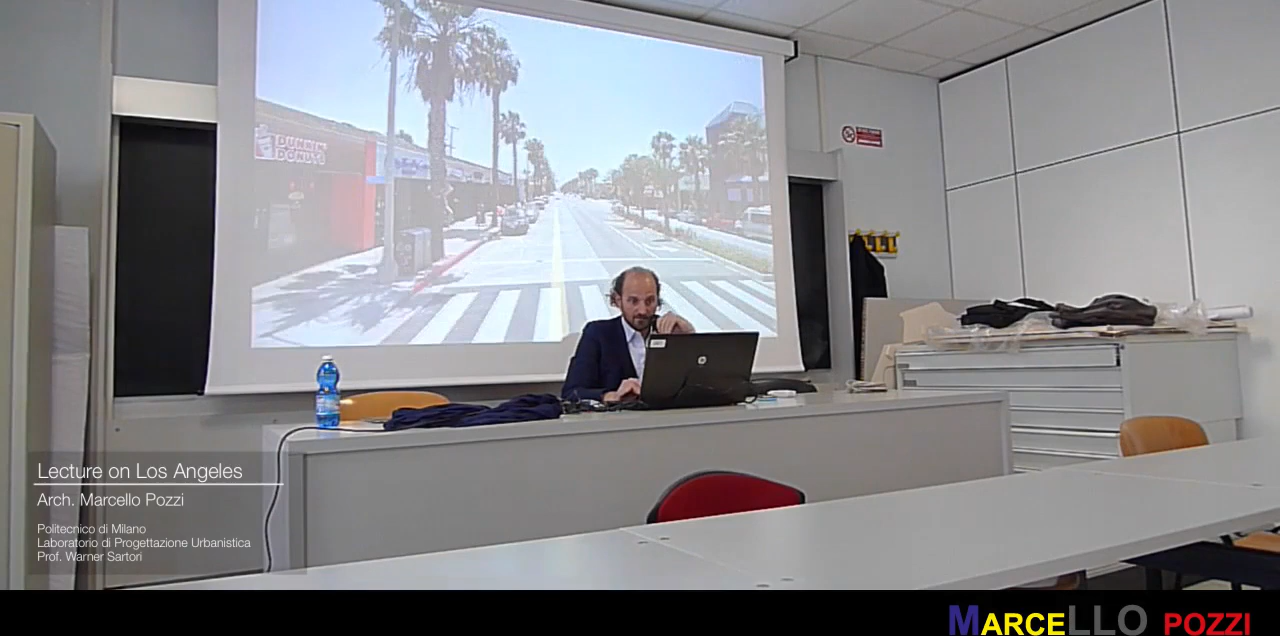 DUNKIN'
DONUTS
Lecture on Los Angeles
Arch. Marcello Pozzi
Politecnico di Milano
Laboratorio di Progettazione Urbanistica
Prof. Warner Sartori
hp
MARCELLO POZZI